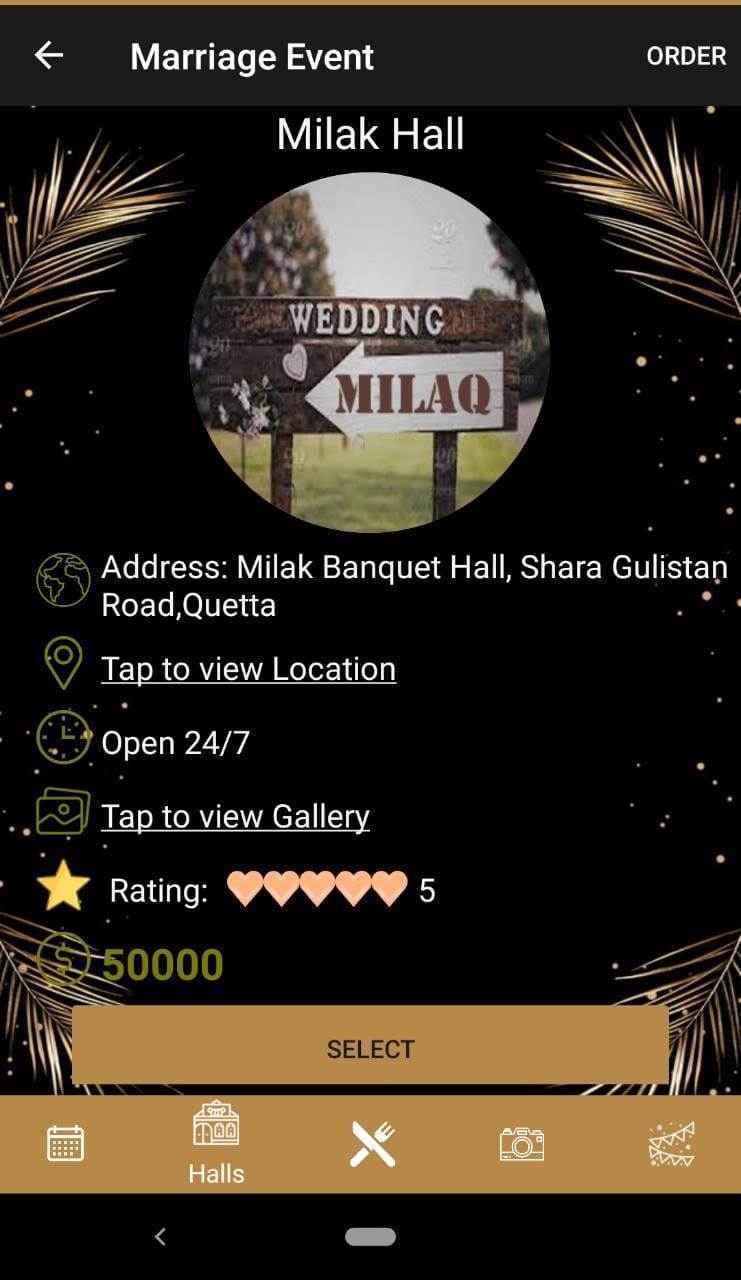 Marriage Event
ORDER
Milak Hall
WEDDING
MILAQ
Address: Milak Banquet Hall, Shara Gulistan
Road,Quetta
Tap to view Location
Open 24/7
Tap to view Gallery
Rating: 5
50000
SELECT
Halls